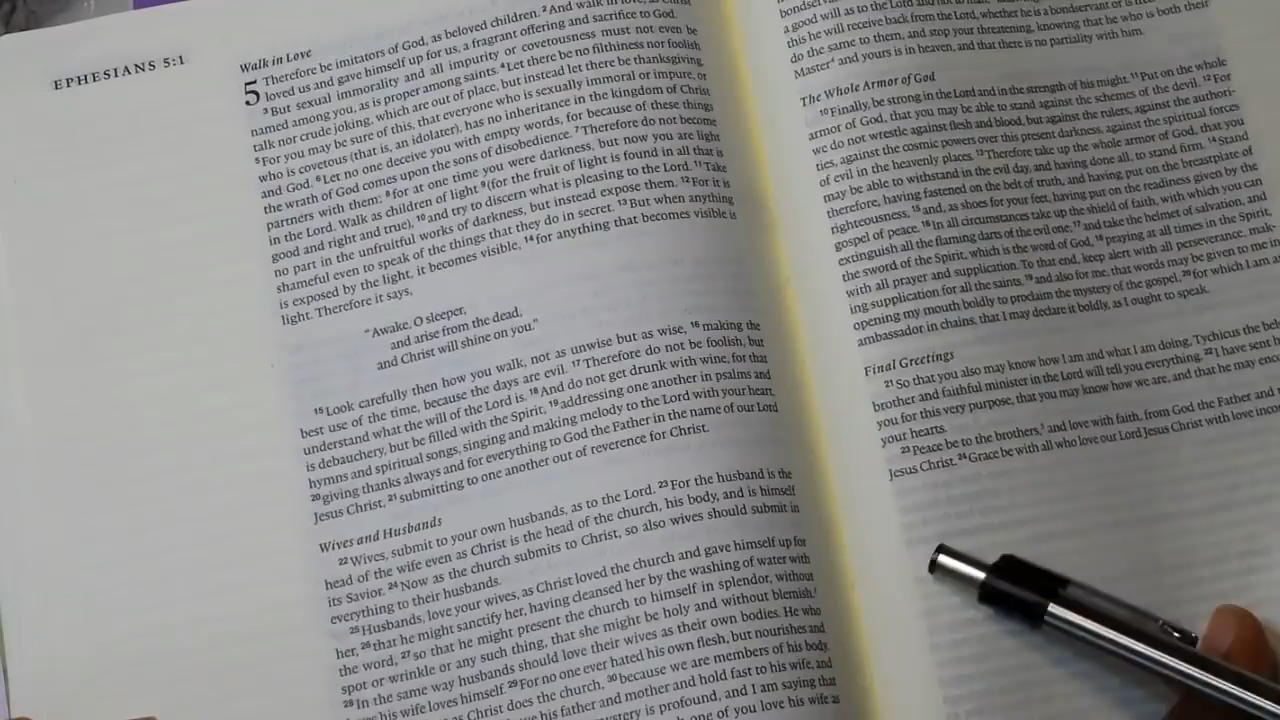 EPHESIANS 5:1
Walk in Love
5 Therefore be imitators of God, as beloved children. 2 And walk in love, as Christ
loved us and gave himself up for us, a fragrant offering and sacrifice to God.
3 But sexual immorality and all impurity or covetousness must not even be
named among you, as is proper among saints. 4 Let there be no filthiness nor foolish
talk nor crude joking, which are out of place, but instead let there be thanksgiving.
5 For you may be sure of this, that everyone who is sexually immoral or impure, or
who is covetous (that is, an idolater), has no inheritance in the kingdom of Christ
and God. 6 Let no one deceive you with empty words, for because of these things
the wrath of God comes upon the sons of disobedience. 7 Therefore do not become
partners with them; 8 for at one time you were darkness, but now you are light
in the Lord. Walk as children of light 9 (for the fruit of light is found in all that is
good and right and true), 10 and try to discern what is pleasing to the Lord. 11 Take
no part in the unfruitful works of darkness, but instead expose them. 12 For it is
shameful even to speak of the things that they do in secret. 13 But when anything
is exposed by the light, it becomes visible, 14 for anything that becomes visible is
light. Therefore it says,
"Awake, O sleeper,
and arise from the dead,
and Christ will shine on you."
15 Look carefully then how you walk, not as unwise but as wise, 16 making the
best use of the time, because the days are evil. 17 Therefore do not be foolish, but
understand what the will of the Lord is. 18 And do not get drunk with wine, for that
is debauchery, but be filled with the Spirit, 19 addressing one another in psalms and
hymns and spiritual songs, singing and making melody to the Lord with your heart,
20 giving thanks always and for everything to God the Father in the name of our Lord
Jesus Christ, 21 submitting to one another out of reverence for Christ.
Wives and Husbands
22 Wives, submit to your own husbands, as to the Lord. 23 For the husband is the
head of the wife even as Christ is the head of the church, his body, and is himself
its Savior. 24 Now as the church submits to Christ, so also wives should submit in
everything to their husbands.
25 Husbands, love your wives, as Christ loved the church and gave himself up for
her, 26 that he might sanctify her, having cleansed her by the washing of water with
the word, 27 so that he might present the church to himself in splendor, without
spot or wrinkle or any such thing, that she might be holy and without blemish.
28 In the same way husbands should love their wives as their own bodies. He who
his wife loves himself. 29 For no one ever hated his own flesh, but nourishes and
as Christ does the church, 30 because we are members of his body.
his father and mother and hold fast to his wife, and
is profound, and I am saying that
one of you love his wife as
a good will as to the Lord and not to
this he will receive back from the Lord, whether he is a bondservant or is free.
do the same to them, and stop your threatening, knowing that he who is both their
Master4 and yours is in heaven, and that there is no partiality with him.
The Whole Armor of God
10 Finally, be strong in the Lord and in the strength of his might. 11 Put on the whole
armor of God, that you may be able to stand against the schemes of the devil. 12 For
we do not wrestle against flesh and blood, but against the rulers, against the authori-
ties, against the cosmic powers over this present darkness, against the spiritual forces
of evil in the heavenly places. 13 Therefore take up the whole armor of God, that you
may be able to withstand in the evil day, and having done all, to stand firm. 14 Stand
therefore, having fastened on the belt of truth, and having put on the breastplate of
righteousness, 15 and, as shoes for your feet, having put on the readiness given by the
gospel of peace. 16 In all circumstances take up the shield of faith, with which you can
extinguish all the flaming darts of the evil one; 17 and take the helmet of salvation, and
the sword of the Spirit, which is the word of God, 18 praying at all times in the Spirit,
with all prayer and supplication. To that end, keep alert with all perseverance, mak-
ing supplication for all the saints, 19 and also for me, that words may be given to me in
opening my mouth boldly to proclaim the mystery of the gospel, 20 for which I am a
ambassador in chains, that I may declare it boldly, as I ought to speak.
Final Greetings
21 So that you also may know how I am and what I am doing, Tychicus the bel
brother and faithful minister in the Lord will tell you everything. 22 I have sent h
you for this very purpose, that you may know how we are, and that he may enc
your hearts.
23 Peace be to the brothers,5 and love with faith, from God the Father and
Jesus Christ. 24 Grace be with all who love our Lord Jesus Christ with love inco